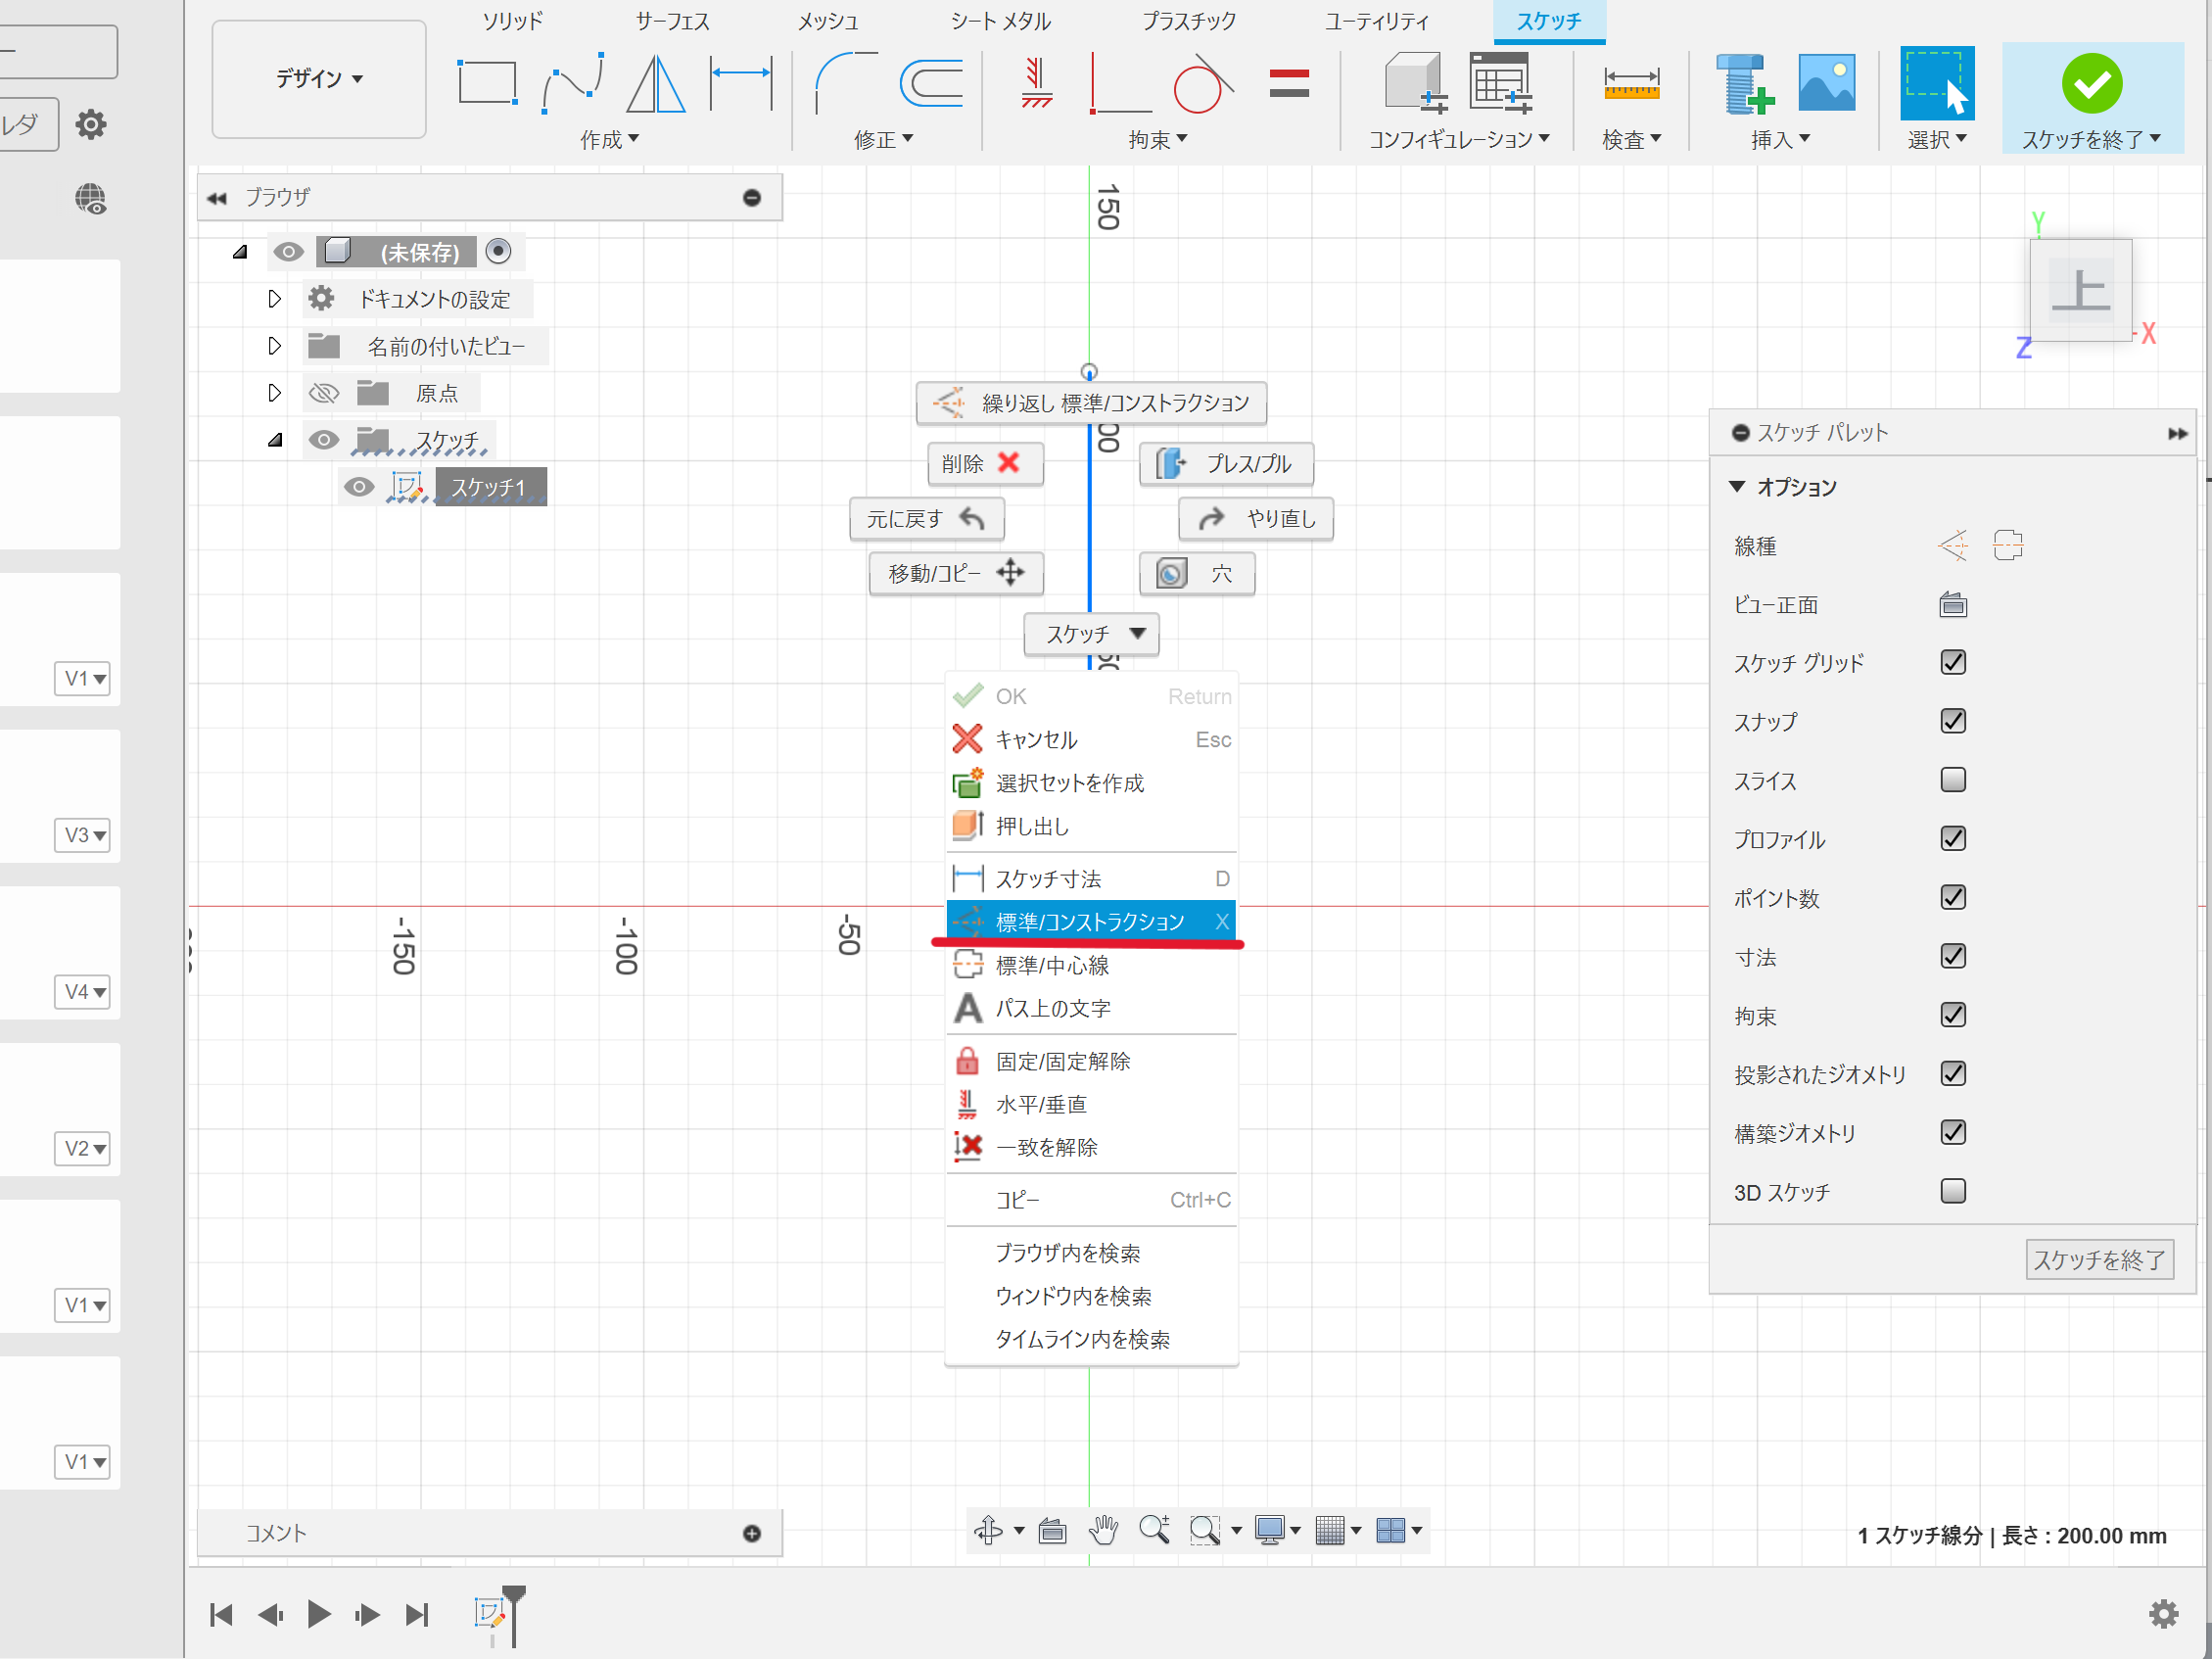 ソリッド
サーフェス
メッシュ
シート メタル
プラスチック
ユーティリティ
スケッチ
デザイン
作成
修正
拘束
コンフィギュレーション
検査
挿入
選択
スケッチを終了
ルダ
ブラウザ
(未保存)
ドキュメントの設定
名前の付いたビュー
原点
スケッチ
スケッチ1
150
Y
上
X
Z
繰り返し 標準/コンストラクション
削除
プレス/プル
元に戻す
やり直し
移動/コピー
穴
スケッチ
OK Return
キャンセル Esc
選択セットを作成
押し出し
スケッチ寸法 D
標準/コンストラクション X
標準/中心線
パス上の文字
固定/固定解除
水平/垂直
一致を解除
コピー Ctrl+C
ブラウザ内を検索
ウィンドウ内を検索
タイムライン内を検索
-150
-100
-50
スケッチ パレット
オプション
線種
ビュー正面
スケッチ グリッド
スナップ
スライス
プロファイル
ポイント数
寸法
拘束
投影されたジオメトリ
構築ジオメトリ
3D スケッチ
スケッチを終了
V1
V3
V4
V2
V1
V1
コメント
1 スケッチ線分 | 長さ : 200.00 mm